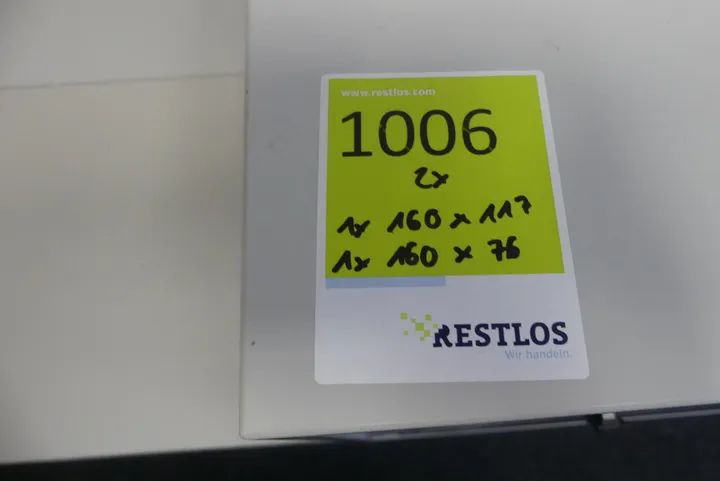 www.restlos.com
1006
2x
1x 160 x 117
1x 160 x 76
RESTLOS
Wir handeln.